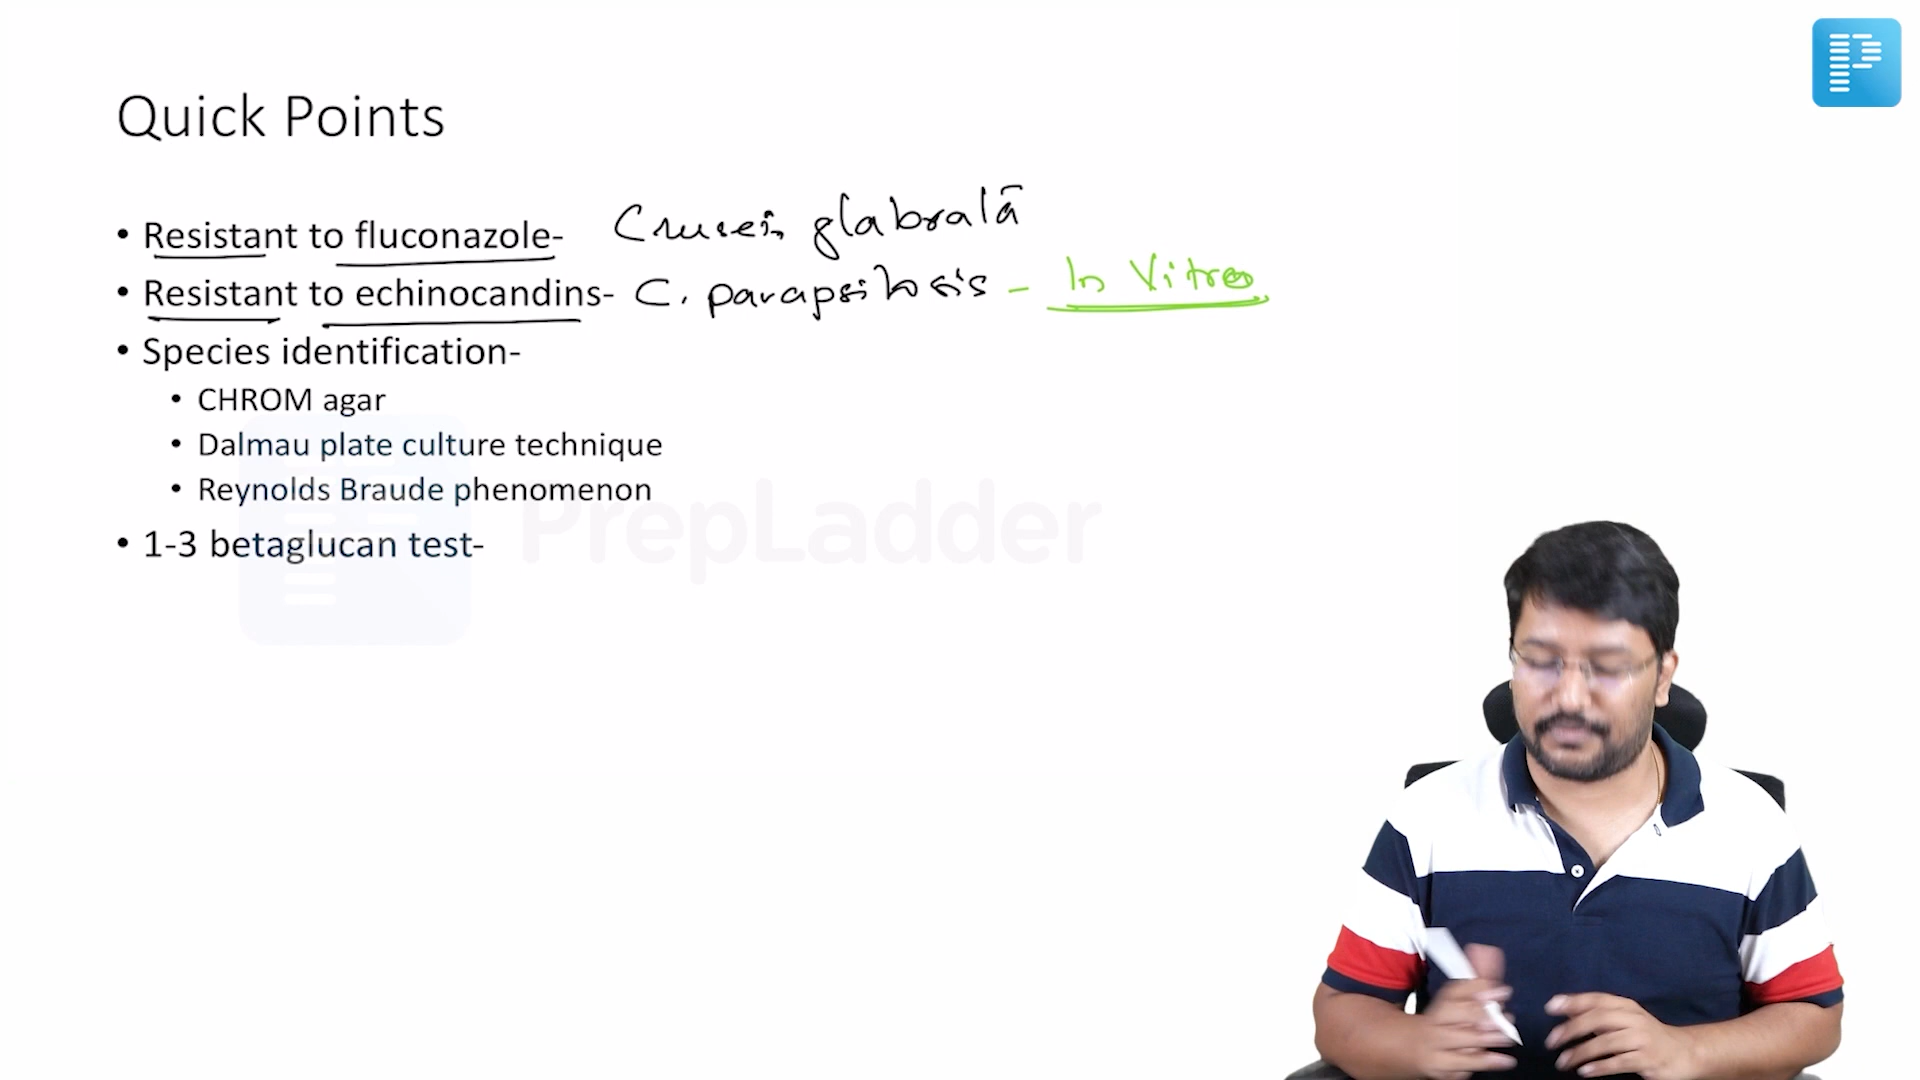 Quick Points
• Resistant to fluconazole- Crusei, glabrata
• Resistant to echinocandins- C. parapsilosis - In Vitro
• Species identification-
• CHROM agar
• Dalmau plate culture technique
• Reynolds Braude phenomenon
• 1-3 betaglucan test-
PrepLadder